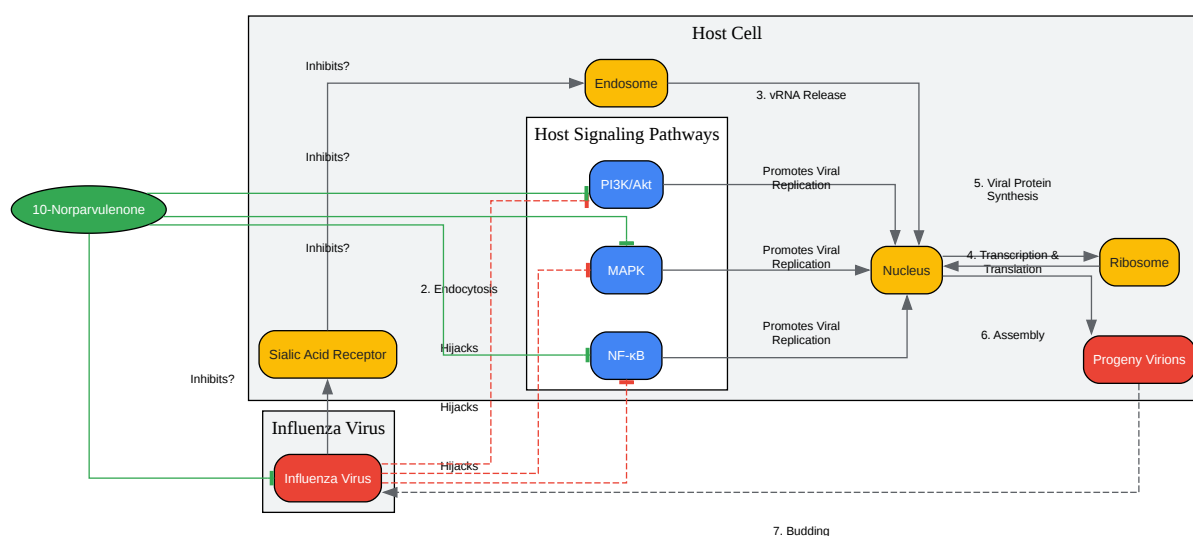 Host Cell
Inhibits?
Endosome
3. vRNA Release
Host Signaling Pathways
Inhibits?
PI3K/Akt
Promotes Viral
Replication
5. Viral Protein
Synthesis
10-Norparvulenone
Inhibits?
MAPK
Promotes Viral
Replication
Nucleus
4. Transcription &
Translation
Ribosome
2. Endocytosis
Sialic Acid Receptor
Hijacks
NF-κB
Promotes Viral
Replication
6. Assembly
Progeny Virions
Inhibits?
Hijacks
Influenza Virus
Influenza Virus
Hijacks
7. Budding